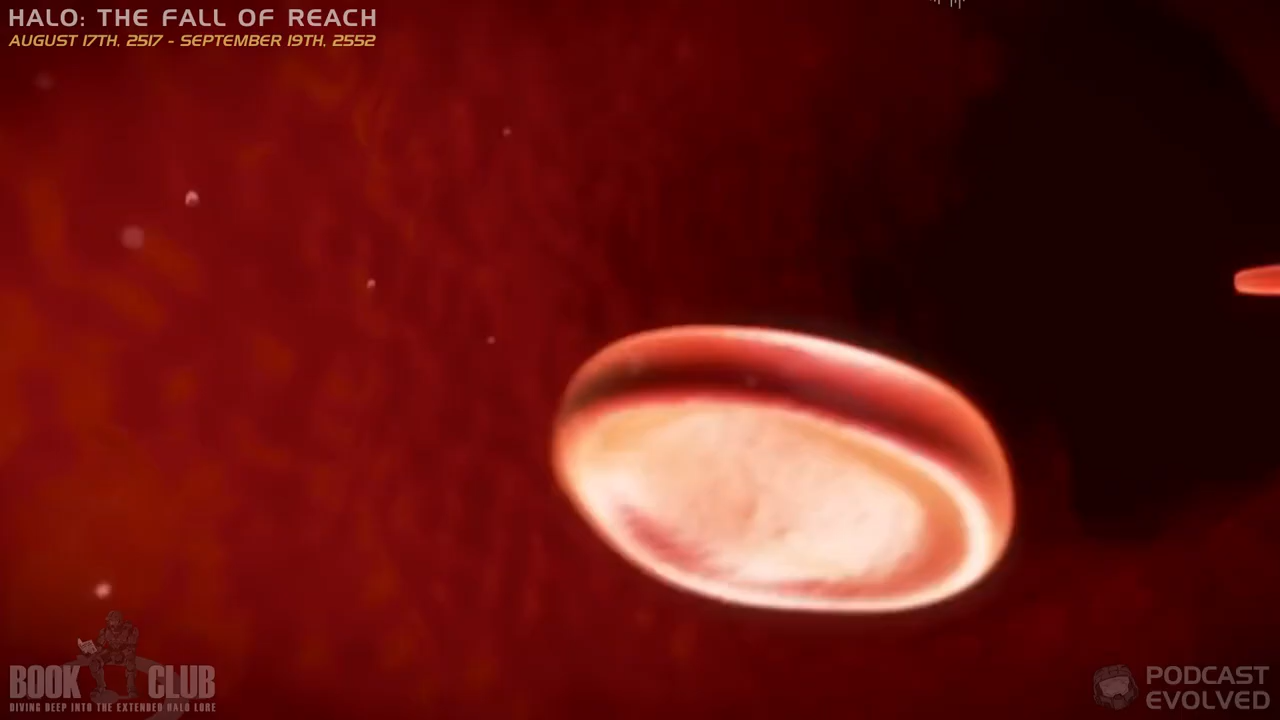 HALO: THE FALL OF REACH
AUGUST 17TH, 2517 - SEPTEMBER 19TH, 2552
BOOK CLUB
DIVING DEEP INTO THE EXTENDED HALO LORE
PODCAST
EVOLVED